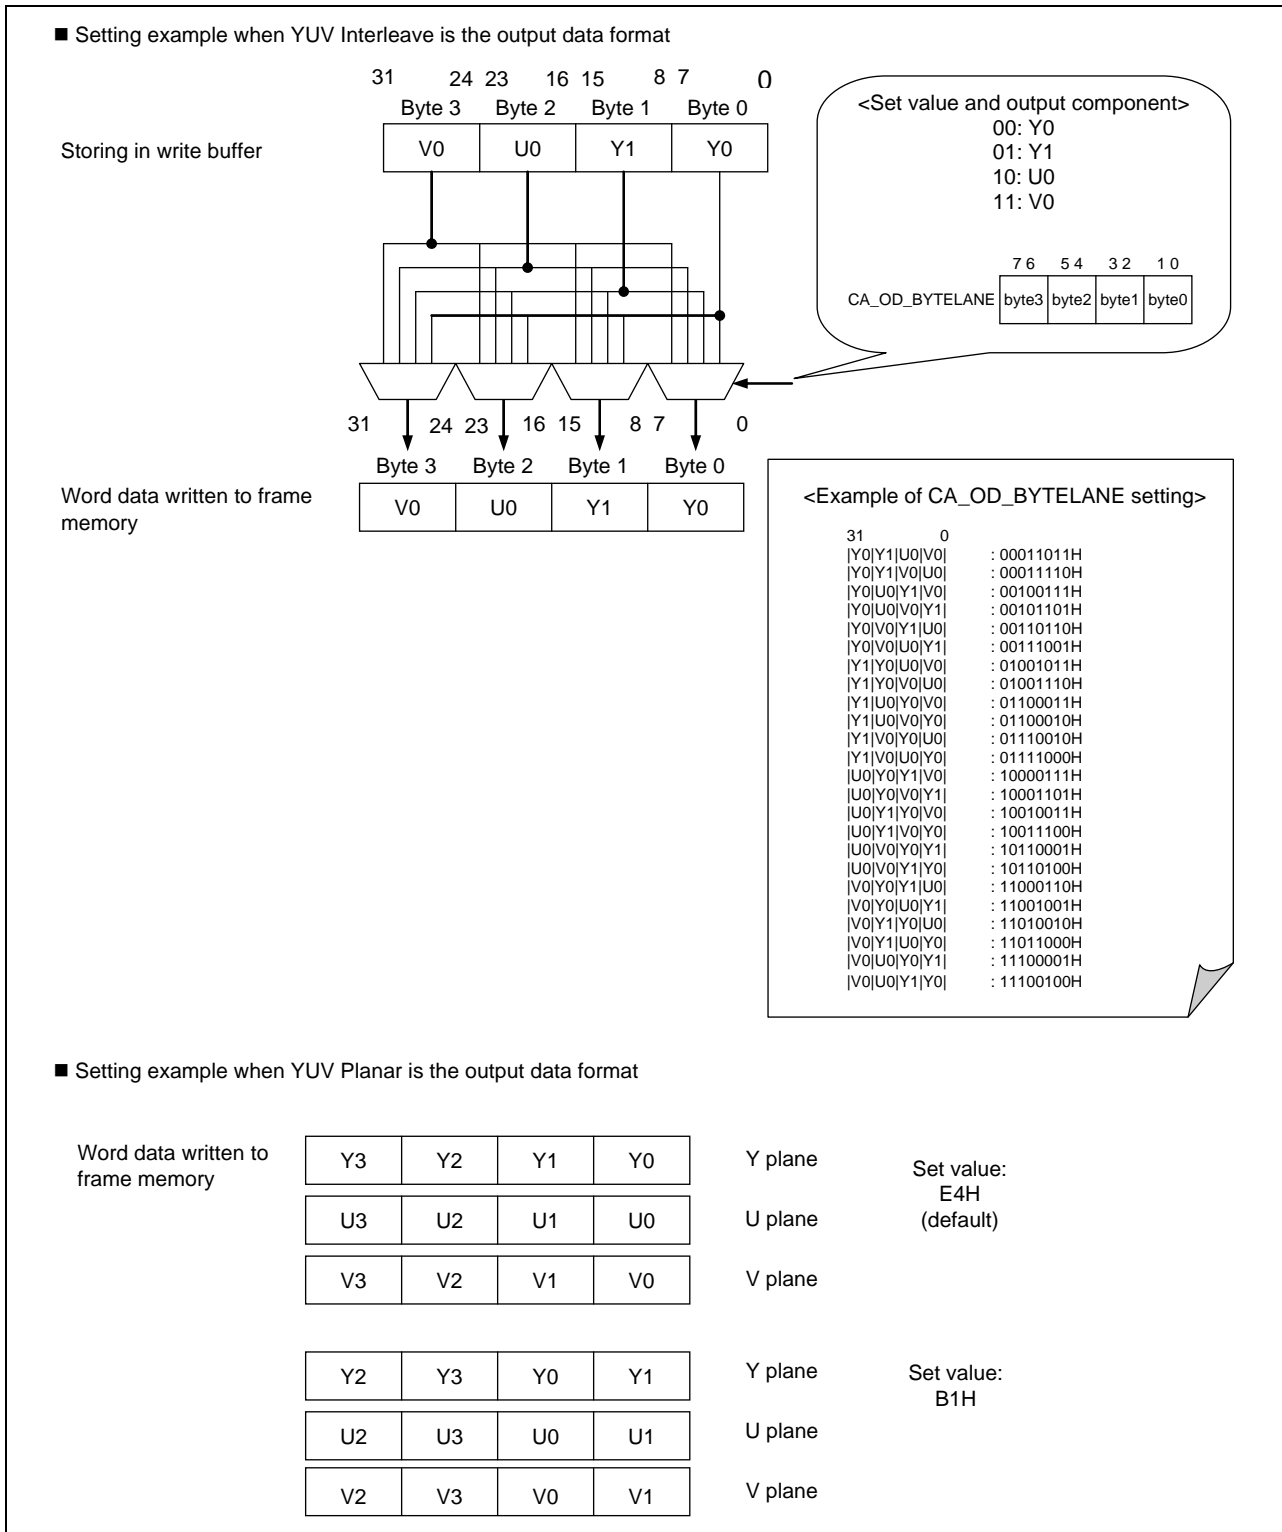 ■ Setting example when YUV Interleave is the output data format
31 24 23 16 15 8 7 0
Byte 3 Byte 2 Byte 1 Byte 0
Storing in write buffer
V0 U0 Y1 Y0
<Set value and output component>
00: Y0
01: Y1
10: U0
11: V0
7 6 5 4 3 2 1 0
CA_OD_BYTELANE byte3 byte2 byte1 byte0
31 24 23 16 15 8 7 0
Byte 3 Byte 2 Byte 1 Byte 0
Word data written to frame
memory
V0 U0 Y1 Y0
<Example of CA_OD_BYTELANE setting>
31 0
|Y0|Y1|U0|V0| : 00011011H
|Y0|Y1|V0|U0| : 00011110H
|Y0|U0|Y1|V0| : 00100111H
|Y0|U0|V0|Y1| : 00101101H
|Y0|V0|Y1|U0| : 00110110H
|Y0|V0|U0|Y1| : 00111001H
|Y1|Y0|U0|V0| : 01001011H
|Y1|Y0|V0|U0| : 01001110H
|Y1|U0|Y0|V0| : 01100011H
|Y1|U0|V0|Y0| : 01100010H
|Y1|V0|Y0|U0| : 01110010H
|Y1|V0|U0|Y0| : 01111000H
|U0|Y0|Y1|V0| : 10000111H
|U0|Y0|V0|Y1| : 10001101H
|U0|Y1|Y0|V0| : 10010011H
|U0|Y1|V0|Y0| : 10011100H
|U0|V0|Y0|Y1| : 10110001H
|U0|V0|Y1|Y0| : 10110100H
|V0|Y0|Y1|U0| : 11000110H
|V0|Y0|U0|Y1| : 11001001H
|V0|Y1|Y0|U0| : 11010010H
|V0|Y1|U0|Y0| : 11011000H
|V0|U0|Y0|Y1| : 11100001H
|V0|U0|Y1|Y0| : 11100100H
■ Setting example when YUV Planar is the output data format
Word data written to
frame memory
Y3 Y2 Y1 Y0 Y plane
U3 U2 U1 U0 U plane
V3 V2 V1 V0 V plane
Set value:
E4H
(default)
Y2 Y3 Y0 Y1 Y plane
U2 U3 U0 U1 U plane
V2 V3 V0 V1 V plane
Set value:
B1H